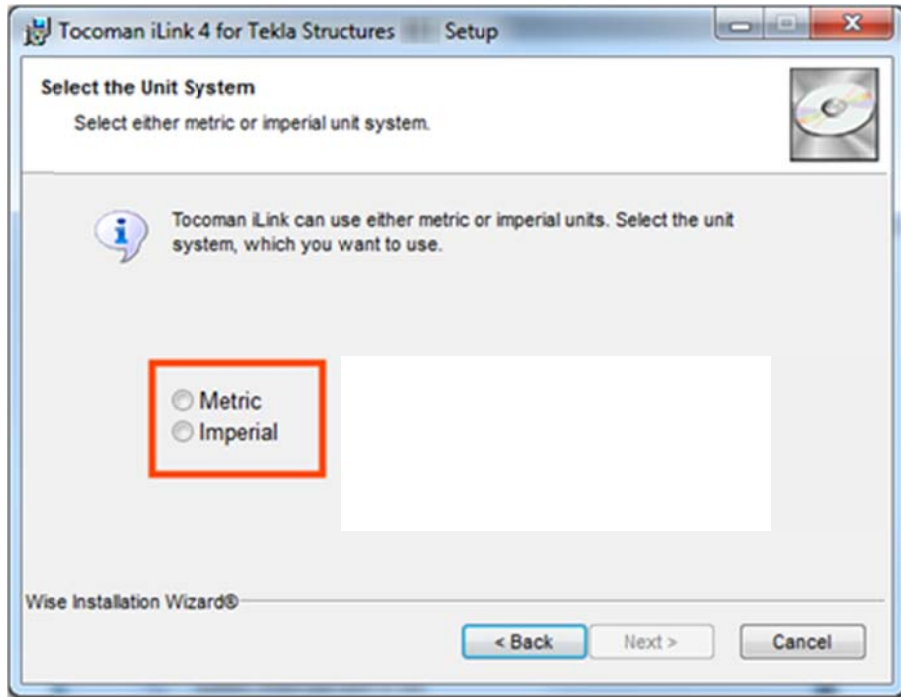 Tocoman iLink 4 for Tekla Structures Setup
Select the Unit System
Select either metric or imperial unit system.
Tocoman iLink can use either metric or imperial units. Select the unit
system, which you want to use.
Metric
Imperial
Wise Installation Wizard®
< Back Next > Cancel